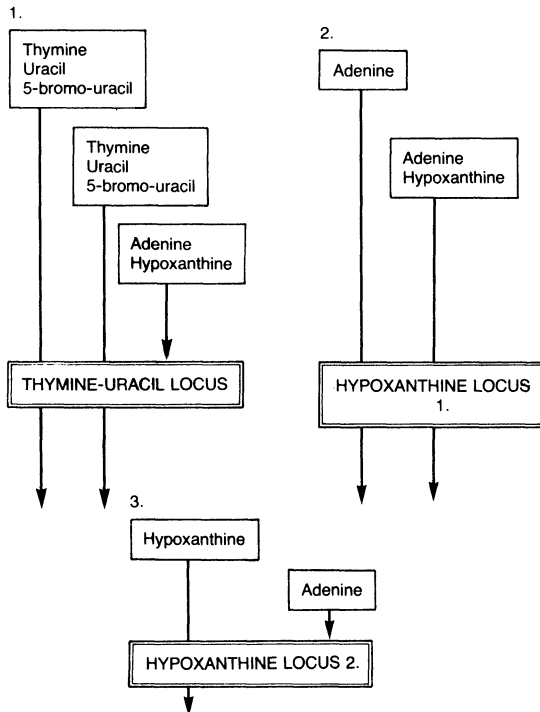 1.
Thymine
Uracil
5-bromo-uracil
Thymine
Uracil
5-bromo-uracil
Adenine
Hypoxanthine
THYMINE-URACIL LOCUS
2.
Adenine
Adenine
Hypoxanthine
HYPOXANTHINE LOCUS
1.
3.
Hypoxanthine
Adenine
HYPOXANTHINE LOCUS 2.